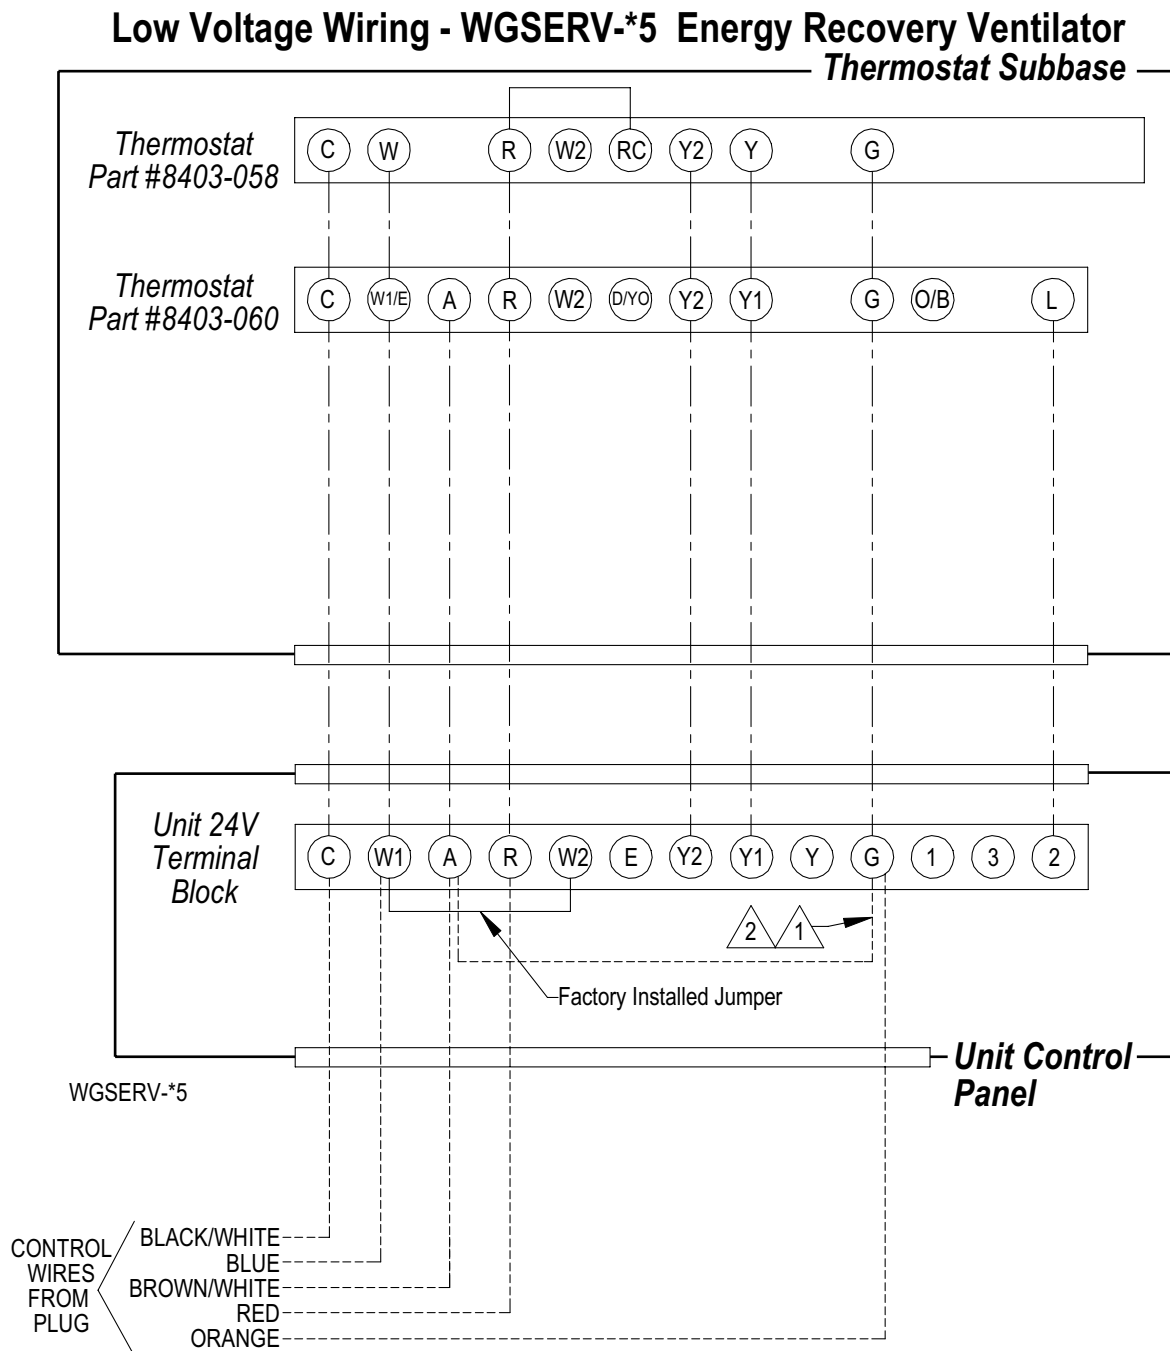 Low Voltage Wiring - WGSERV-*5 Energy Recovery Ventilator
Thermostat Subbase
Thermostat
Part #8403-058
C W R W2 RC Y2 Y G
Thermostat
Part #8403-060
C W1/E A R W2 D/YO Y2 Y1 G O/B L
Unit 24V
Terminal
Block
C W1 A R W2 E Y2 Y1 Y G 1 3 2
2 1
Factory Installed Jumper
Unit Control
Panel
WGSERV-*5
CONTROL
WIRES
FROM
PLUG
BLACK/WHITE
BLUE
BROWN/WHITE
RED
ORANGE